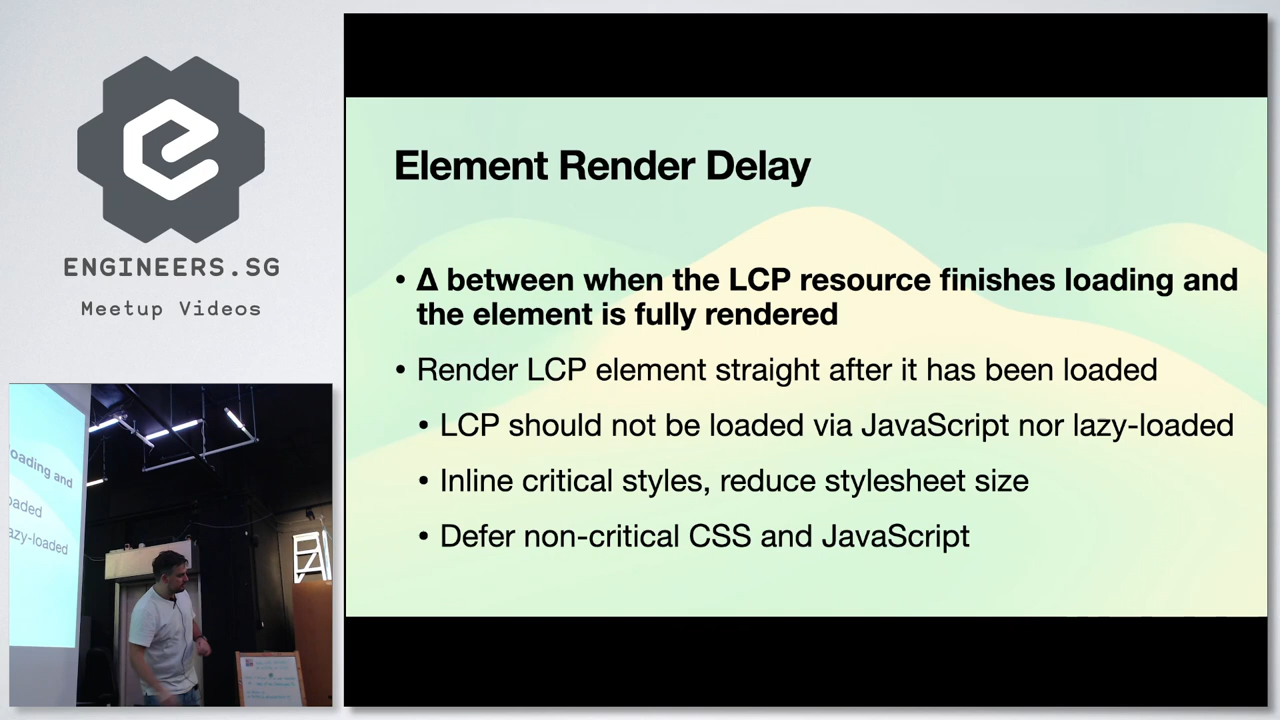 ENGINEERS.SG
Meetup Videos
Element Render Delay
• Δ between when the LCP resource finishes loading and
the element is fully rendered
• Render LCP element straight after it has been loaded
• LCP should not be loaded via JavaScript nor lazy-loaded
• Inline critical styles, reduce stylesheet size
• Defer non-critical CSS and JavaScript
oading and
oaded
azy-loaded